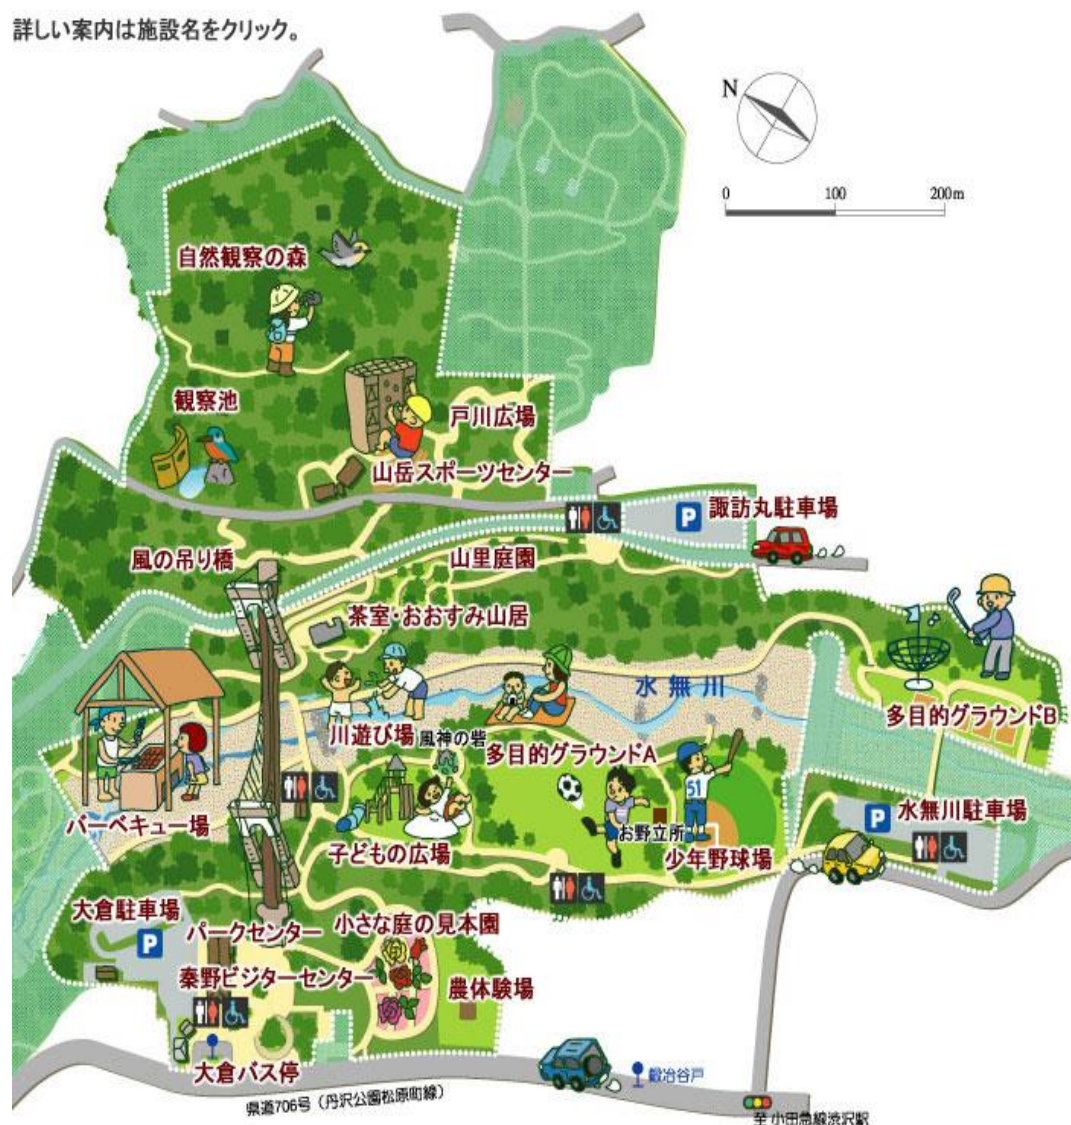 詳しい案内は施設名をクリック。
N
0 100 200m
自然観察の森
観察池
戸川広場
山岳スポーツセンター
P 諏訪丸駐車場
風の吊り橋
山里庭園
茶室・おおすみ山居
水無川
多目的グラウンドB
川遊び場
風神の砦
多目的グラウンドA
51
バーベキュー場
P 水無川駐車場
お野立所
子どもの広場
少年野球場
大倉駐車場
P
パークセンター
小さな庭の見本園
秦野ビジターセンター
農体験場
大倉バス停
鍛冶谷戸
県道706号（丹沢公園松原町線）
至 小田急線渋沢駅